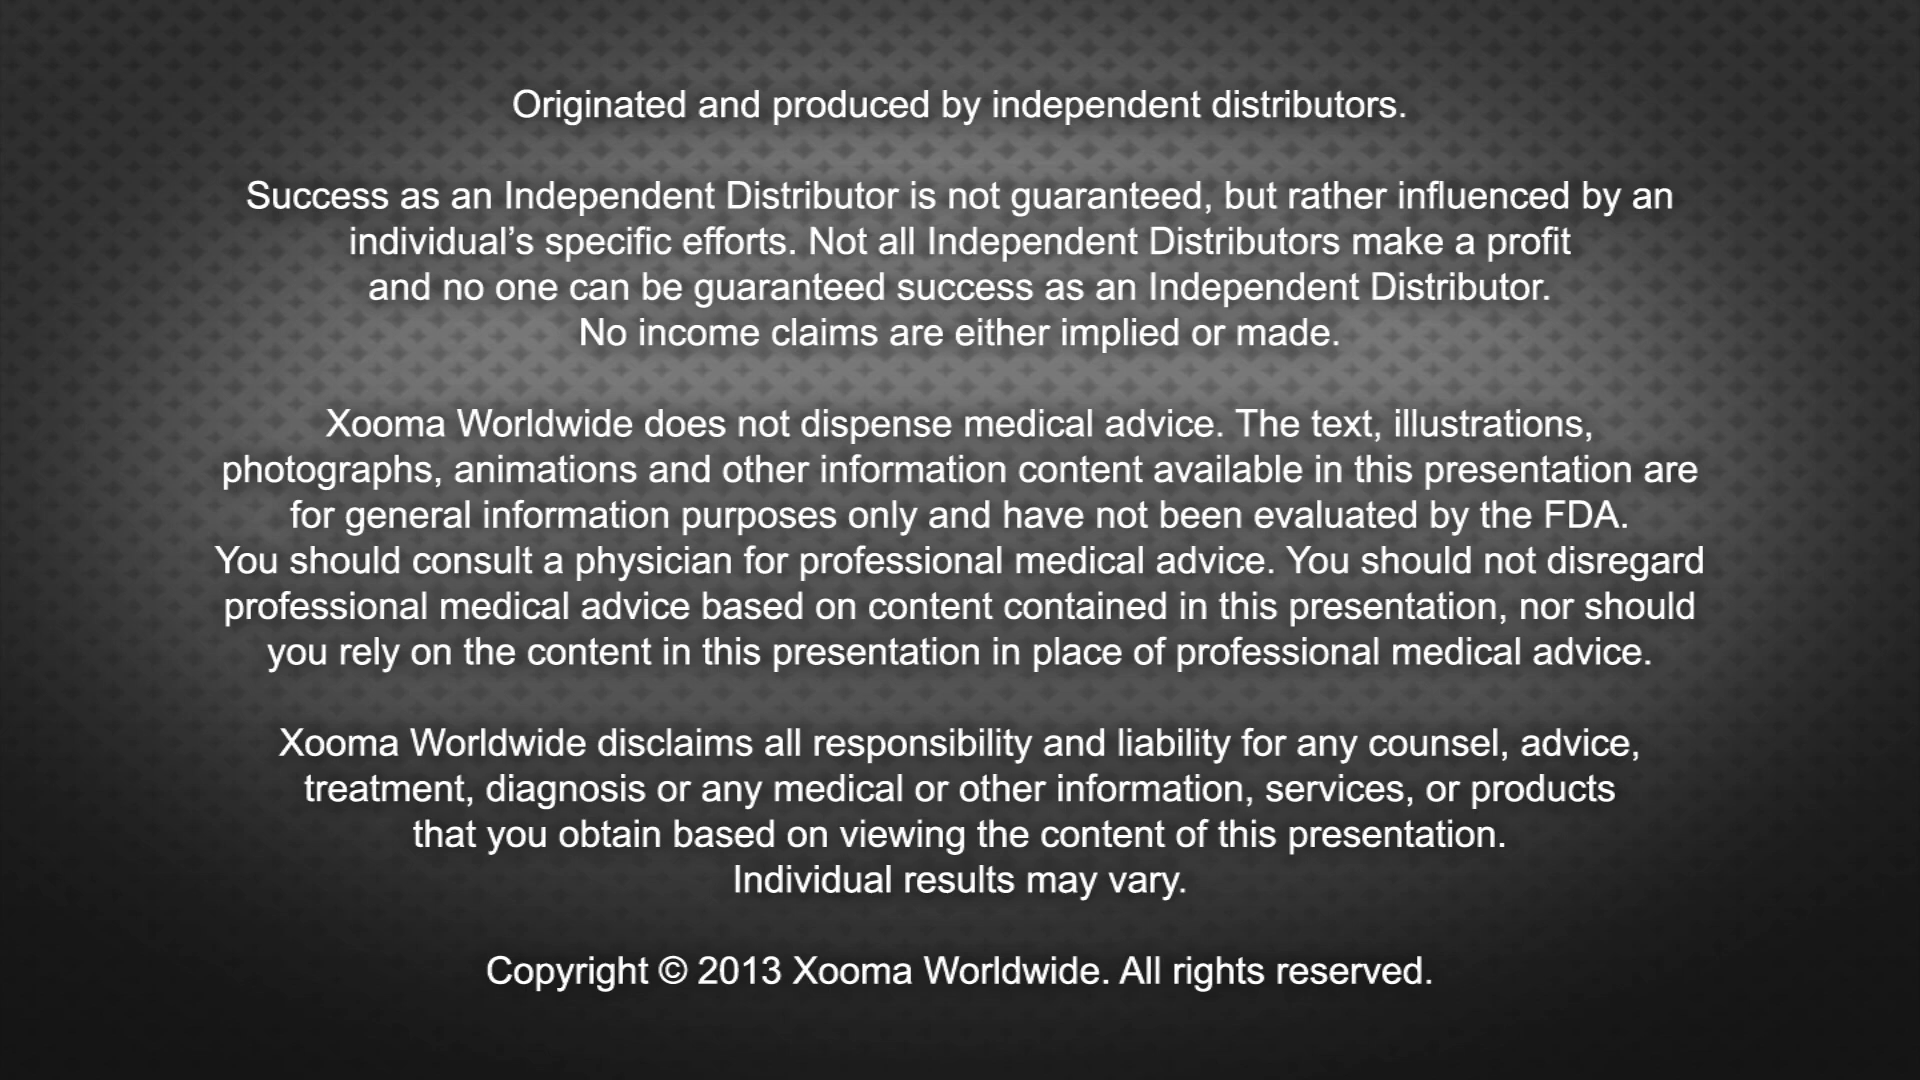 Originated and produced by independent distributors.
Success as an Independent Distributor is not guaranteed, but rather influenced by an
individual’s specific efforts. Not all Independent Distributors make a profit
and no one can be guaranteed success as an Independent Distributor.
No income claims are either implied or made.
Xooma Worldwide does not dispense medical advice. The text, illustrations,
photographs, animations and other information content available in this presentation are
for general information purposes only and have not been evaluated by the FDA.
You should consult a physician for professional medical advice. You should not disregard
professional medical advice based on content contained in this presentation, nor should
you rely on the content in this presentation in place of professional medical advice.
Xooma Worldwide disclaims all responsibility and liability for any counsel, advice,
treatment, diagnosis or any medical or other information, services, or products
that you obtain based on viewing the content of this presentation.
Individual results may vary.
Copyright © 2013 Xooma Worldwide. All rights reserved.